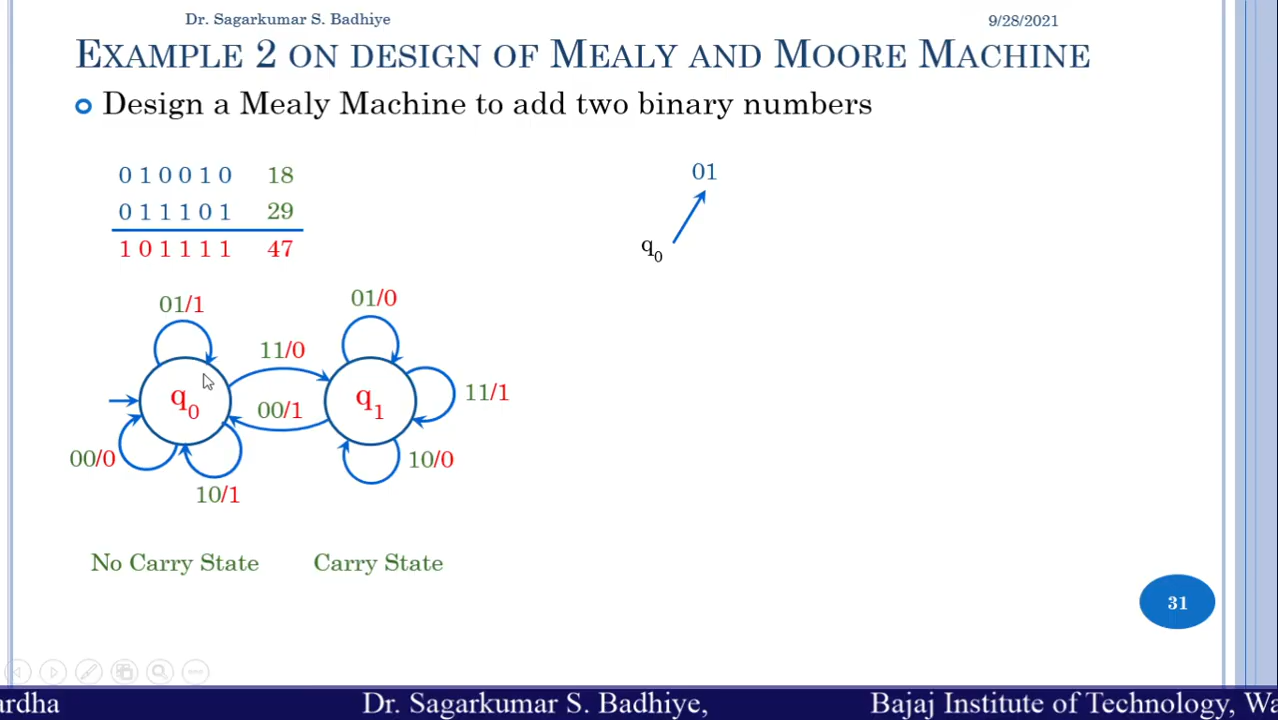 Dr. Sagarkumar S. Badhiye 9/28/2021
EXAMPLE 2 ON DESIGN OF MEALY AND MOORE MACHINE
Design a Mealy Machine to add two binary numbers
0 1 0 0 1 0 18
0 1 1 1 0 1 29
1 0 1 1 1 1 47
01
q0
01/1
01/0
11/0
q0
q1
00/1
11/1
00/0
10/0
10/1
No Carry State Carry State
31
ardha Dr. Sagarkumar S. Badhiye, Bajaj Institute of Technology, Wa